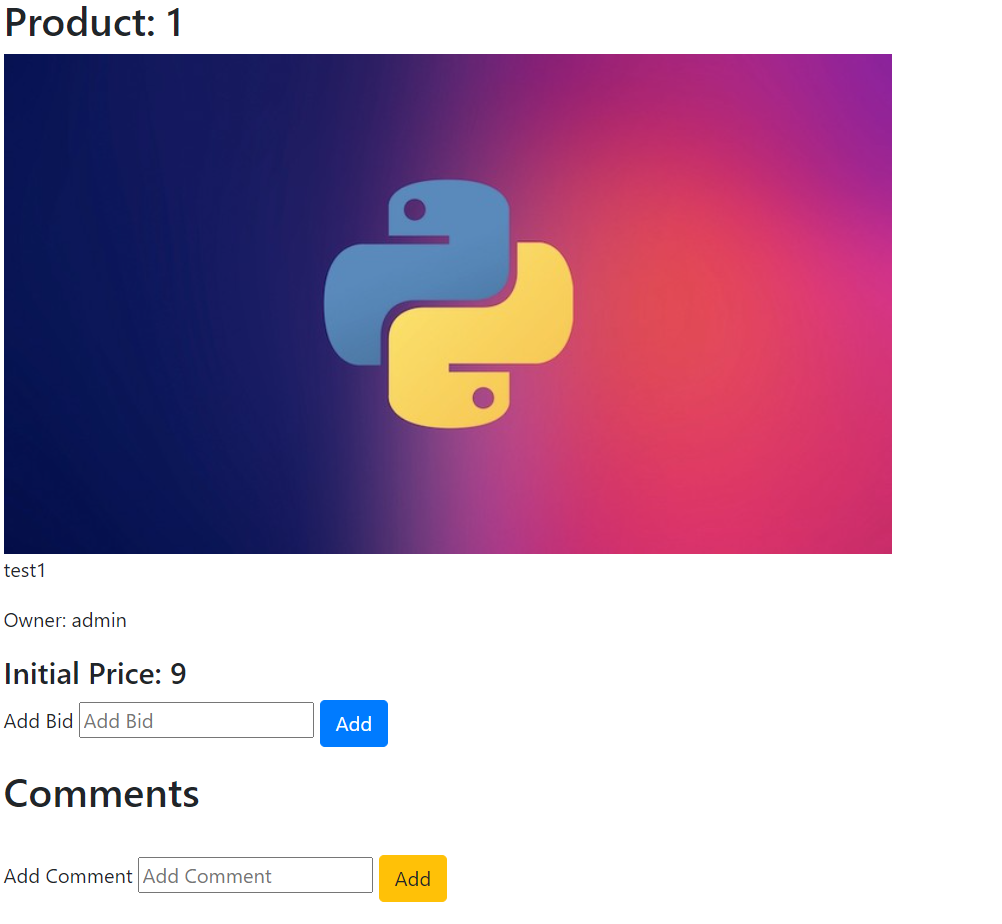 Product: 1
test1
Owner: admin
Initial Price: 9
Add Bid Add Bid Add
Comments
Add Comment Add Comment Add